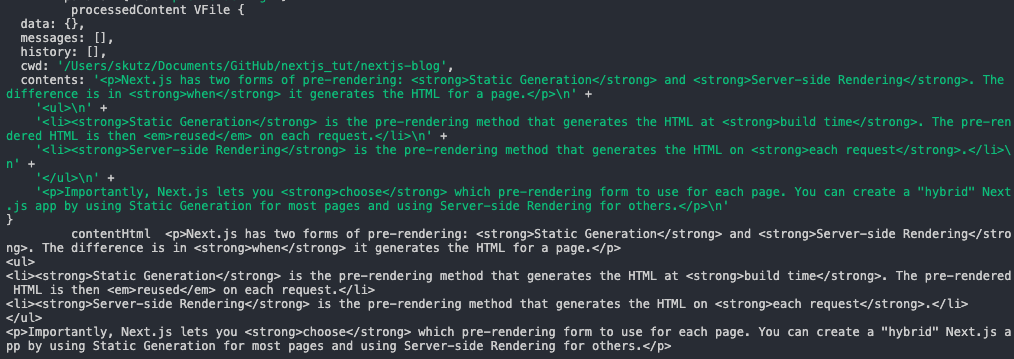 processedContent VFile {
  data: {},
  messages: [],
  history: [],
  cwd: '/Users/skutz/Documents/GitHub/nextjs_tut/nextjs-blog',
  contents: '<p>Next.js has two forms of pre-rendering: <strong>Static Generation</strong> and <strong>Server-side Rendering</strong>. The
difference is in <strong>when</strong> it generates the HTML for a page.</p>\n' +
    '<ul>\n' +
    '<li><strong>Static Generation</strong> is the pre-rendering method that generates the HTML at <strong>build time</strong>. The pre-ren
dered HTML is then <em>reused</em> on each request.</li>\n' +
    '<li><strong>Server-side Rendering</strong> is the pre-rendering method that generates the HTML on <strong>each request</strong>.</li>\
n' +
    '</ul>\n' +
    '<p>Importantly, Next.js lets you <strong>choose</strong> which pre-rendering form to use for each page. You can create a "hybrid" Next
.js app by using Static Generation for most pages and using Server-side Rendering for others.</p>\n'
}
        contentHtml  <p>Next.js has two forms of pre-rendering: <strong>Static Generation</strong> and <strong>Server-side Rendering</stro
ng>. The difference is in <strong>when</strong> it generates the HTML for a page.</p>
<ul>
<li><strong>Static Generation</strong> is the pre-rendering method that generates the HTML at <strong>build time</strong>. The pre-rendered
 HTML is then <em>reused</em> on each request.</li>
<li><strong>Server-side Rendering</strong> is the pre-rendering method that generates the HTML on <strong>each request</strong>.</li>
</ul>
<p>Importantly, Next.js lets you <strong>choose</strong> which pre-rendering form to use for each page. You can create a "hybrid" Next.js a
pp by using Static Generation for most pages and using Server-side Rendering for others.</p>